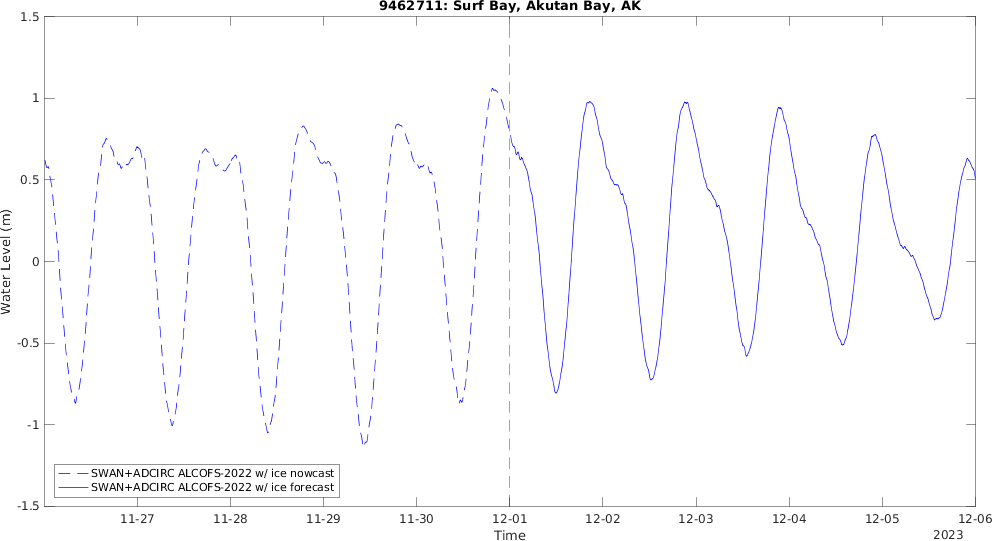 9462711: Surf Bay, Akutan Bay, AK
1.5
1
0.5
0
-0.5
-1
-1.5
Water Level (m)
SWAN+ADCIRC ALCOFS-2022 w/ ice nowcast
SWAN+ADCIRC ALCOFS-2022 w/ ice forecast
11-27 11-28 11-29 11-30 12-01 12-02 12-03 12-04 12-05 12-06
Time
2023